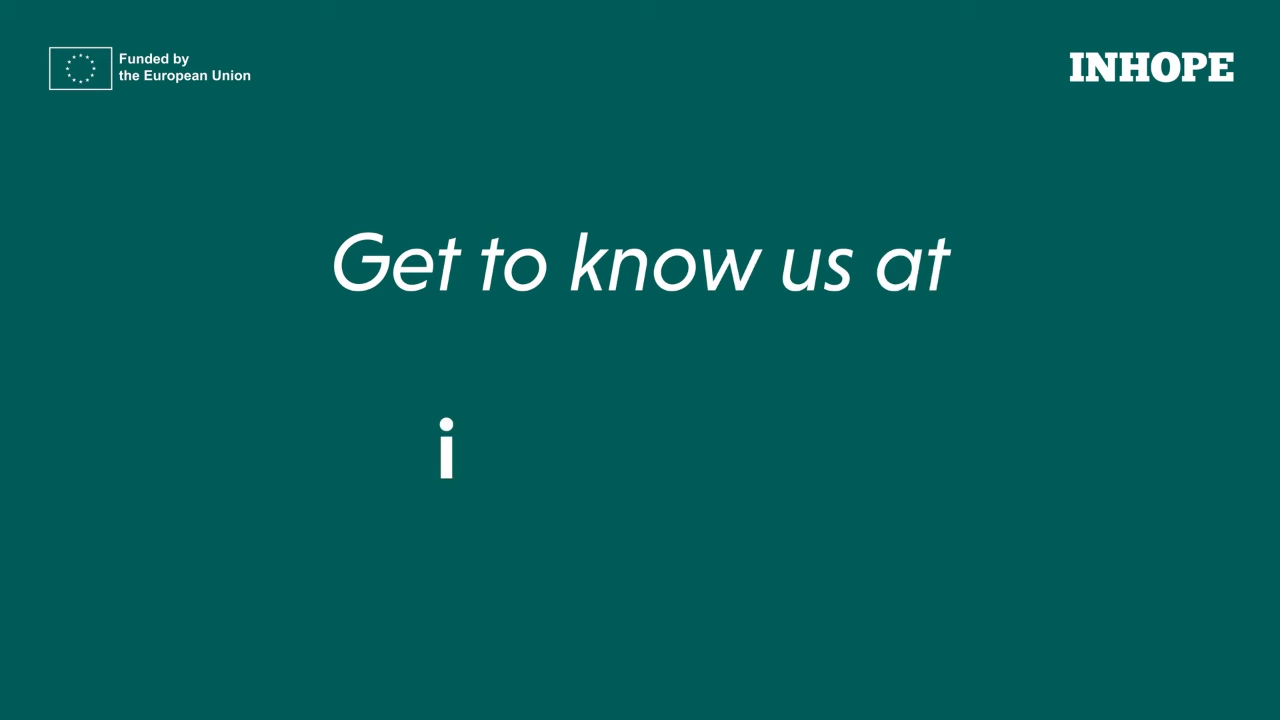 Funded by
the European Union
INHOPE
Get to know us at
i